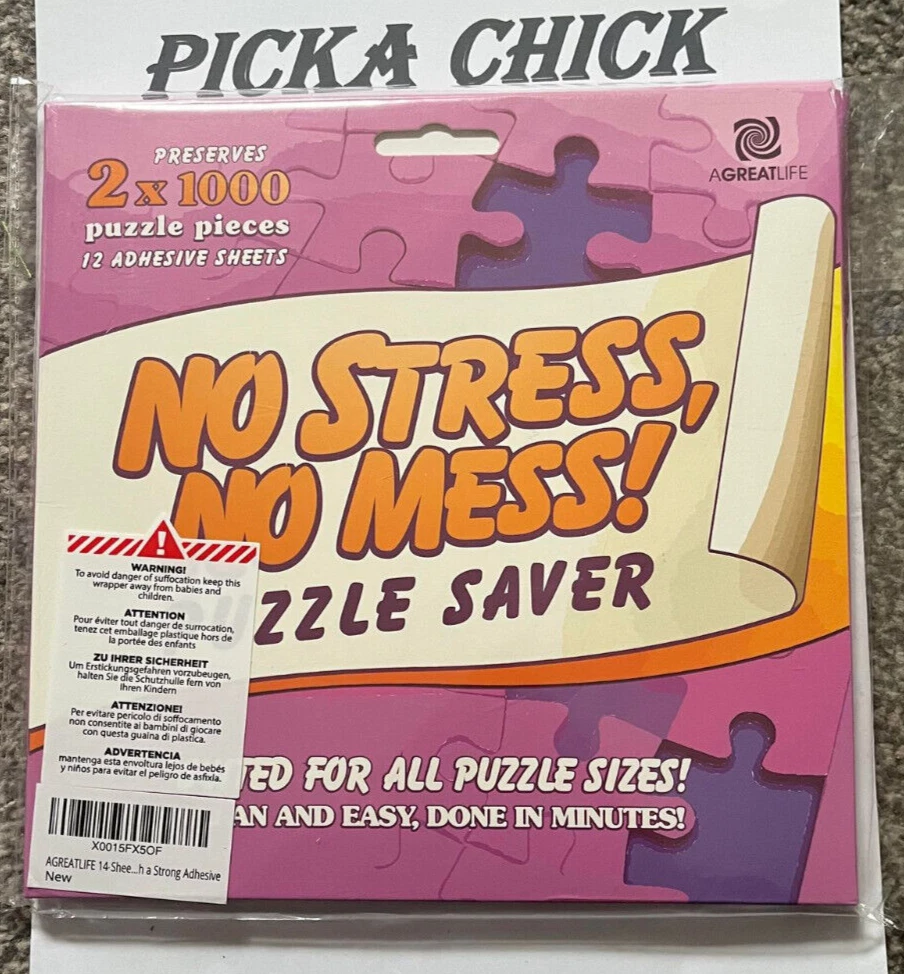 PICKA CHICK
PRESERVES
2 x 1000
puzzle pieces
12 ADHESIVE SHEETS
AGREATLIFE
NO STRESS,
NO MESS!
ZZLE SAVER
WARNING!
To avoid danger of suffocation keep this
wrapper away from babies and
children.
ATTENTION
Pour éviter tout danger de surrocation,
tenez cet emballage plastique hors de
la portée des enfants
ZU IHRER SICHERHEIT
Um Erstickungsgefahren vorzubeugen,
halten Sie die Schutzhulle fern von
Ihren Kindern
ATTENZIONE!
Per evitare pericolo di soffocamento
non consentite ai bambini di giocare
con questa guaina di plastica.
ADVERTENCIA
mantenga esta envoltura lejos de bebés
y niños para evitar el peligro de asfixla.
TED FOR ALL PUZZLE SIZES!
AN AND EASY, DONE IN MINUTES!
X0015FX5OF
AGREATLIFE 14-Shee...h a Strong Adhesive
New